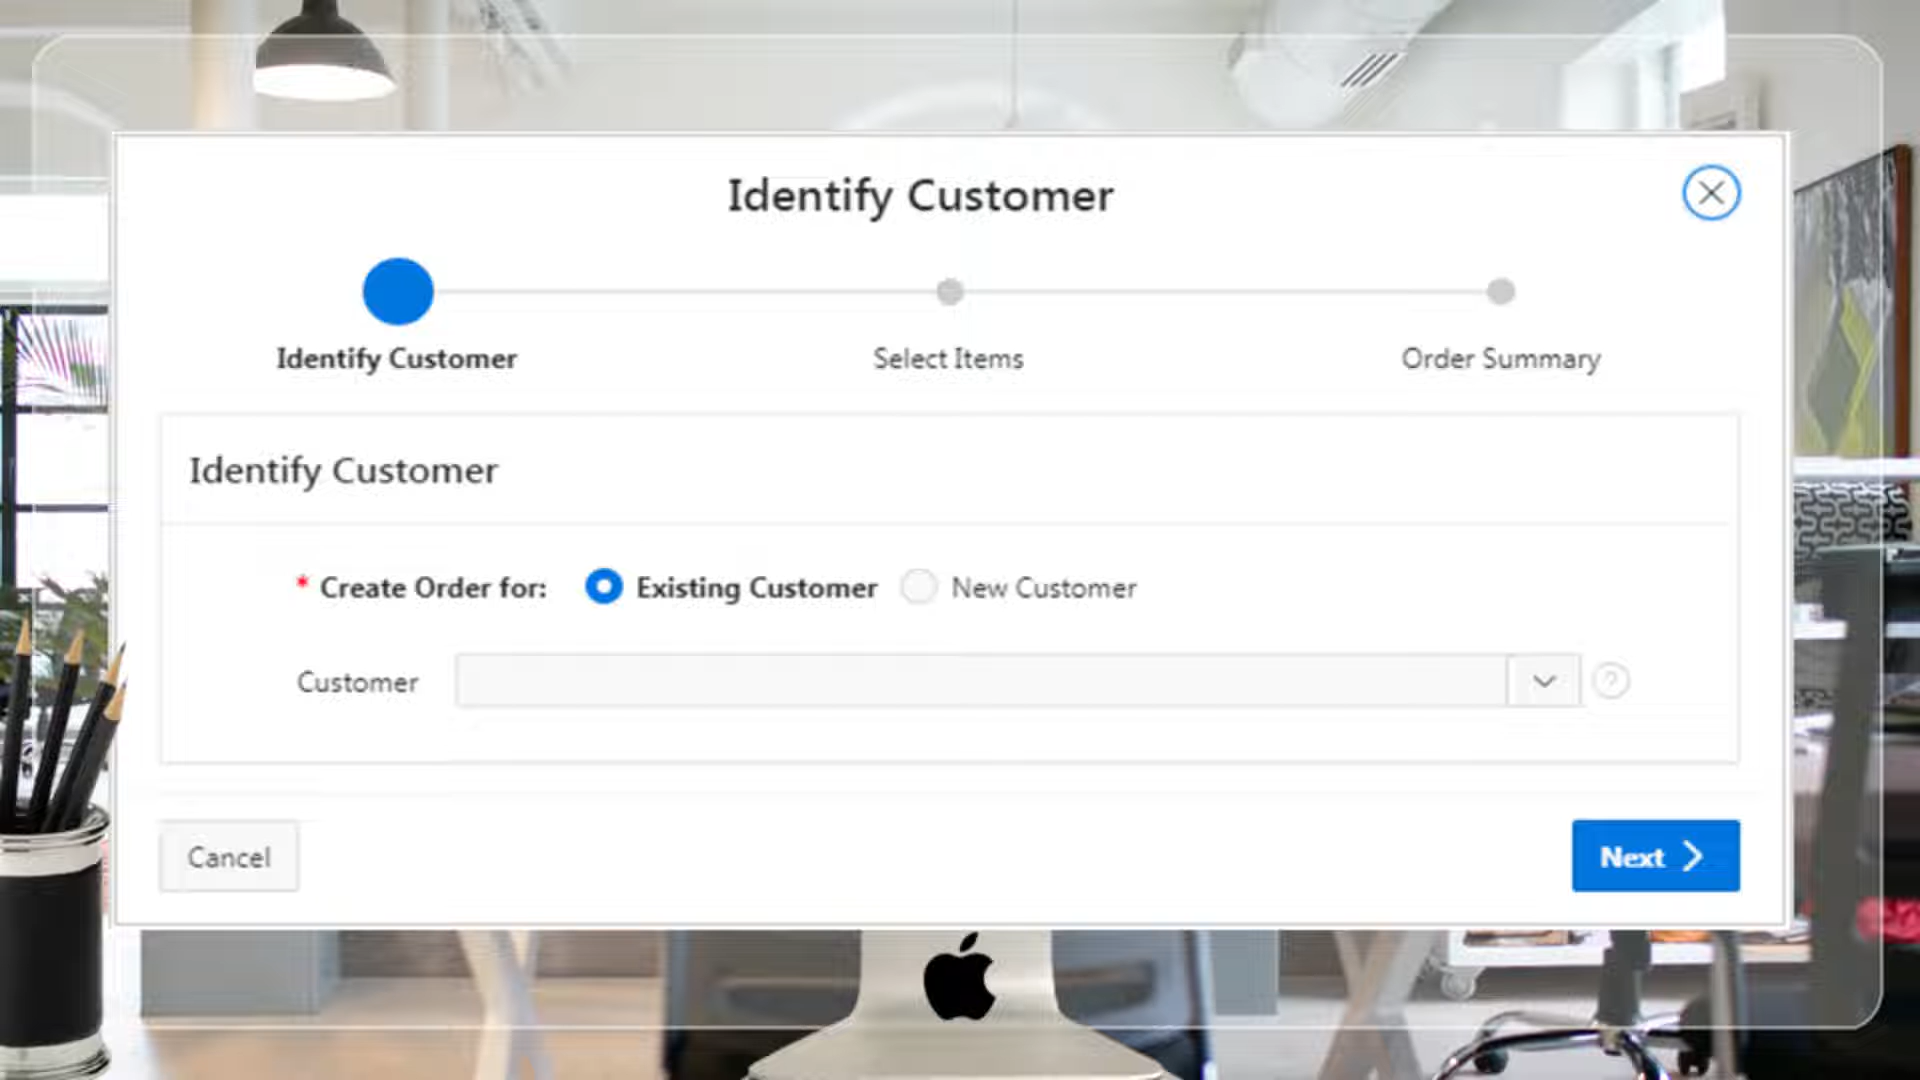 Identify Customer
Identify Customer
Select Items
Order Summary
Identify Customer
* Create Order for: Existing Customer New Customer
Customer
?
Cancel
Next